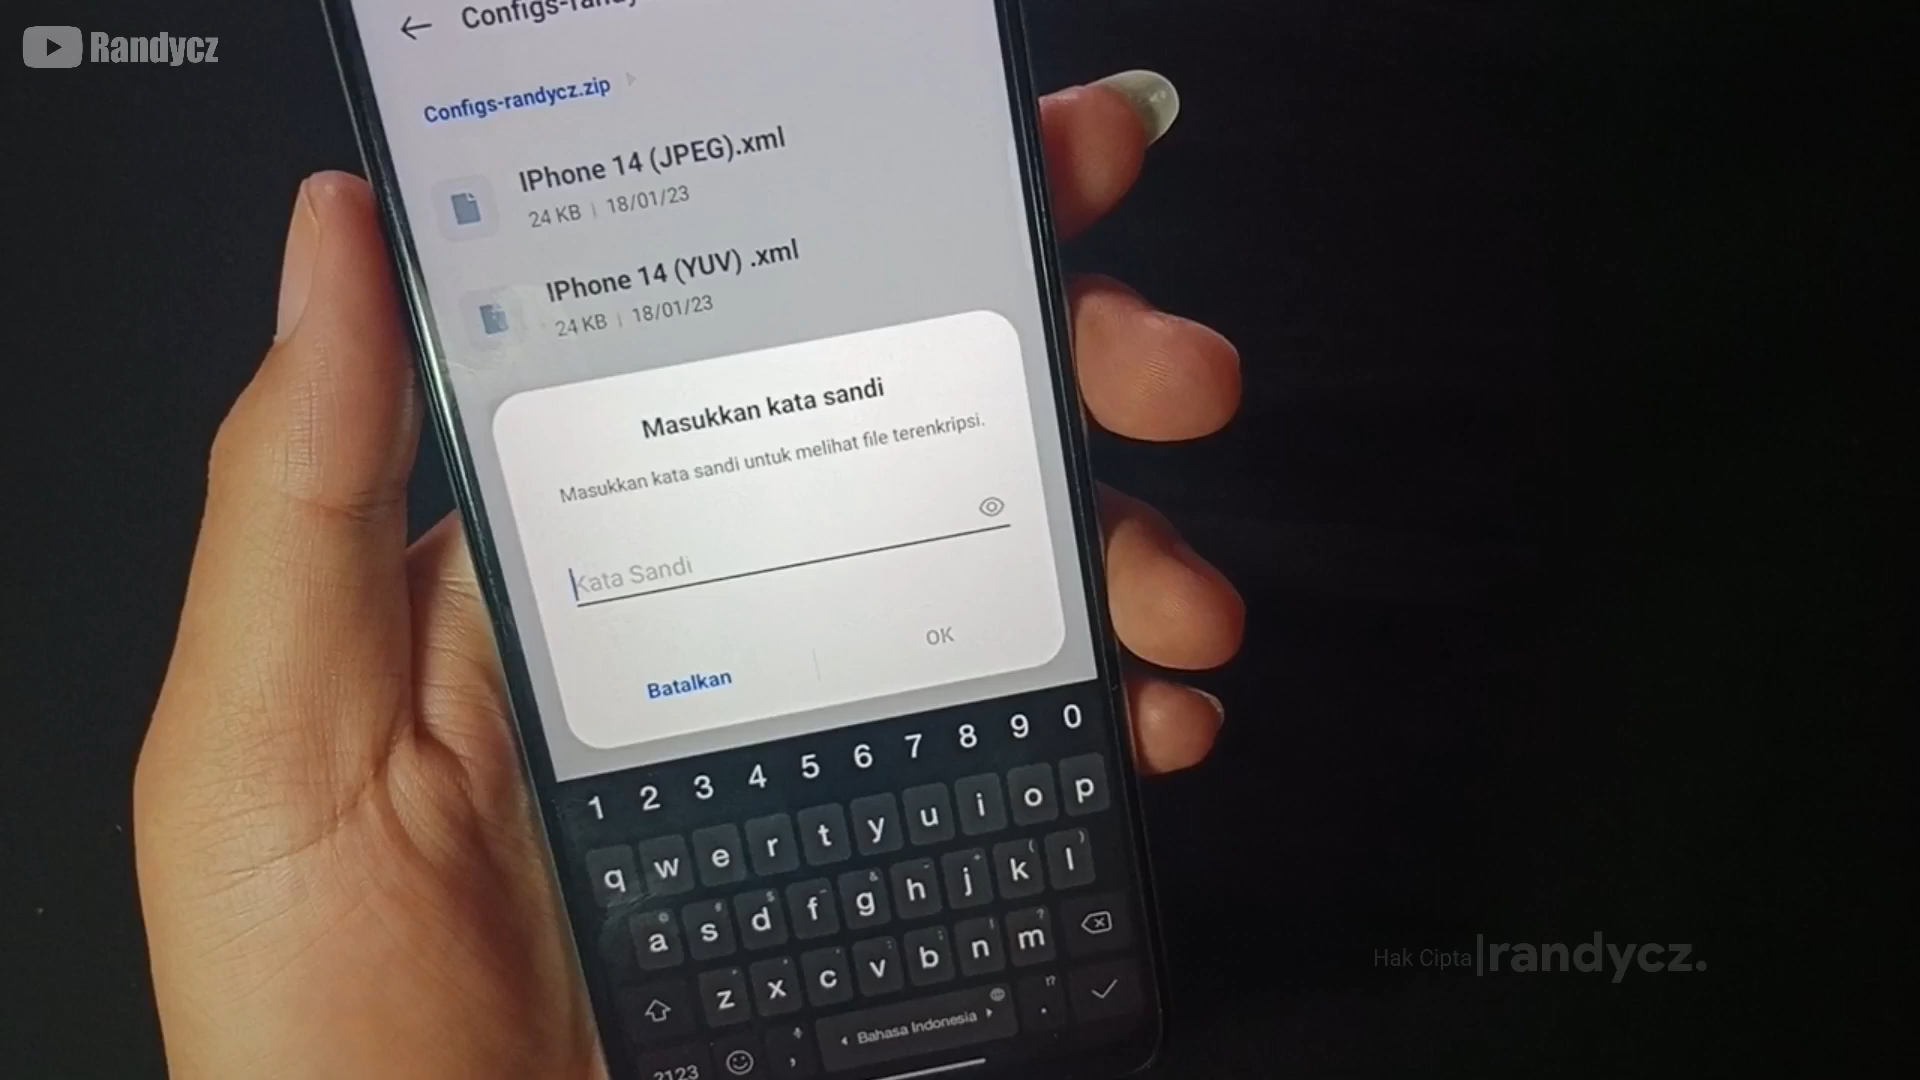 Randycz
Configs-randycz.zip
IPhone 14 (JPEG).xml
24 KB | 18/01/23
IPhone 14 (YUV) .xml
24 KB | 18/01/23
Masukkan kata sandi
Masukkan kata sandi untuk melihat file terenkripsi.
Kata Sandi
Batalkan
OK
1 2 3 4 5 6 7 8 9 0
q w e r t y u i o p
a s d f g h j k l
z x c v b n m
?123 , Bahasa Indonesia .
Hak Cipta|randycz.